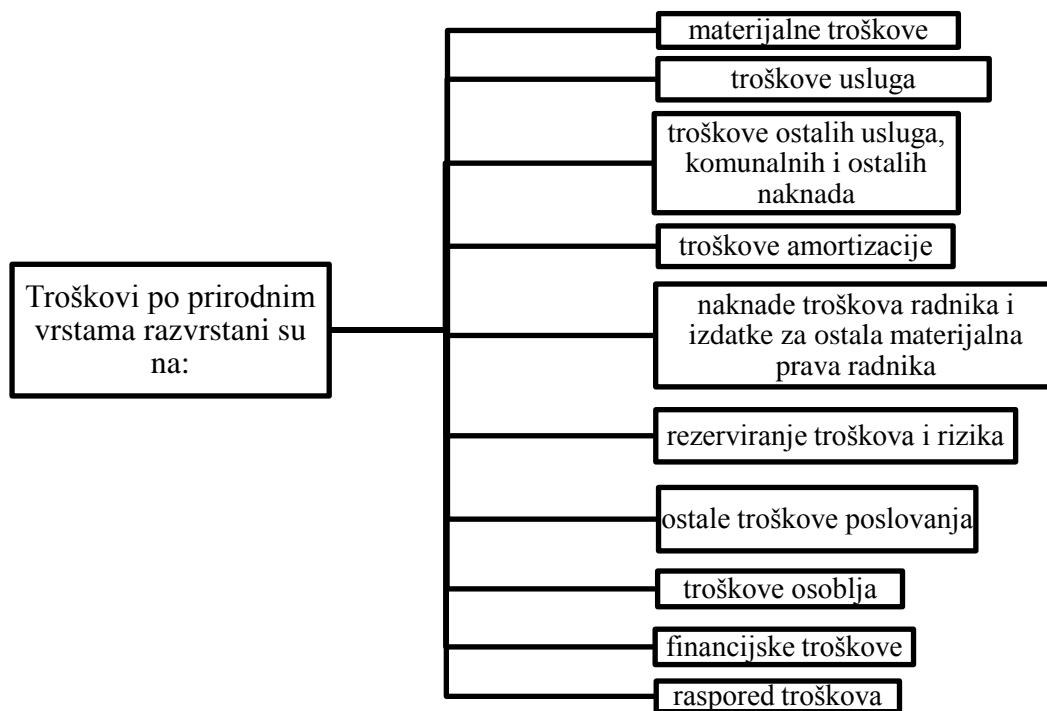 Troškovi po prirodnim
vrstama razvrstani su
na:
materijalne troškove
troškove usluga
troškove ostalih usluga,
komunalnih i ostalih
naknada
troškove amortizacije
naknade troškova radnika i
izdatke za ostala materijalna
prava radnika
rezerviranje troškova i rizika
ostale troškove poslovanja
troškove osoblja
financijske troškove
raspored troškova